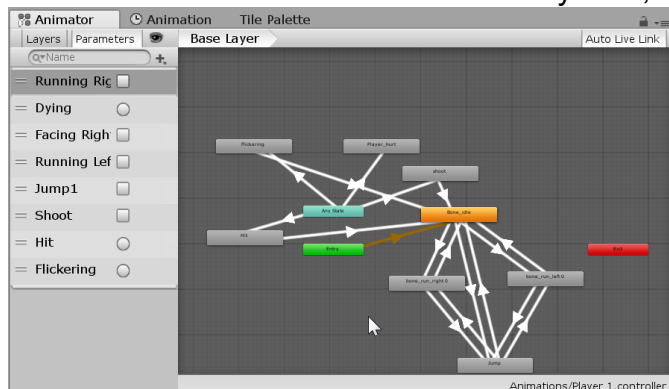 Animator
Animation
Tile Palette
Layers
Parameters
Base Layer
Auto Live Link
Name
Running Rig
Dying
Facing Righ
Running Lef
Jump1
Shoot
Hit
Flickering
Flickering
Player_hurt
shoot
Any State
Bone_idle
Hit
Entry
Exit
bone_run_right 0
bone_run_left 0
Jump
Animations/Player 1.controller